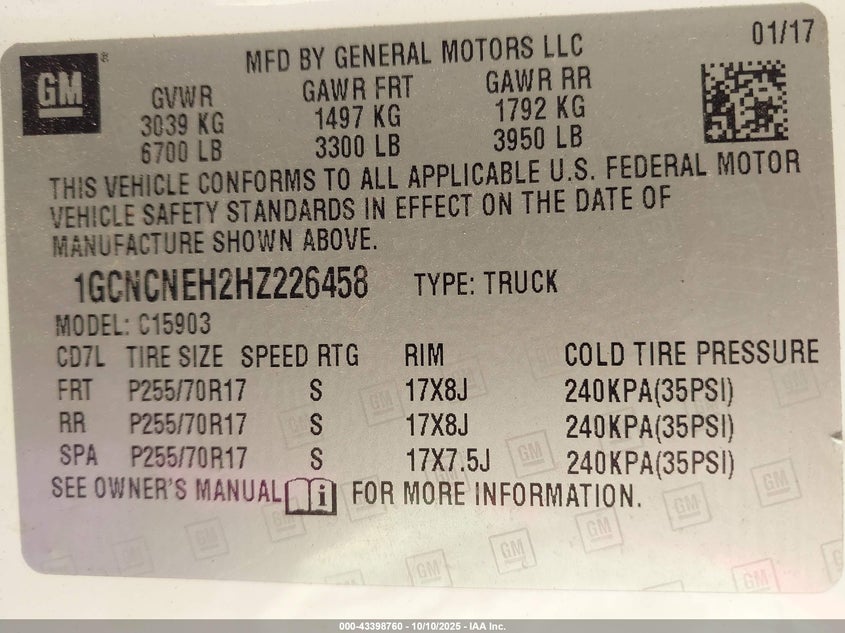 GM
MFD BY GENERAL MOTORS LLC
01/17
GVWR GAWR FRT GAWR RR
3039 KG 1497 KG 1792 KG
6700 LB 3300 LB 3950 LB
THIS VEHICLE CONFORMS TO ALL APPLICABLE U.S. FEDERAL MOTOR
VEHICLE SAFETY STANDARDS IN EFFECT ON THE DATE OF
MANUFACTURE SHOWN ABOVE.
1GCNCNEH2HZ226458 TYPE: TRUCK
MODEL: C15903
CD7L TIRE SIZE SPEED RTG RIM COLD TIRE PRESSURE
FRT P255/70R17 S 17X8J 240KPA(35PSI)
RR P255/70R17 S 17X8J 240KPA(35PSI)
SPA P255/70R17 S 17X7.5J 240KPA(35PSI)
SEE OWNER'S MANUAL FOR MORE INFORMATION.
000-43398760 - 10/10/2025 - IAA Inc.